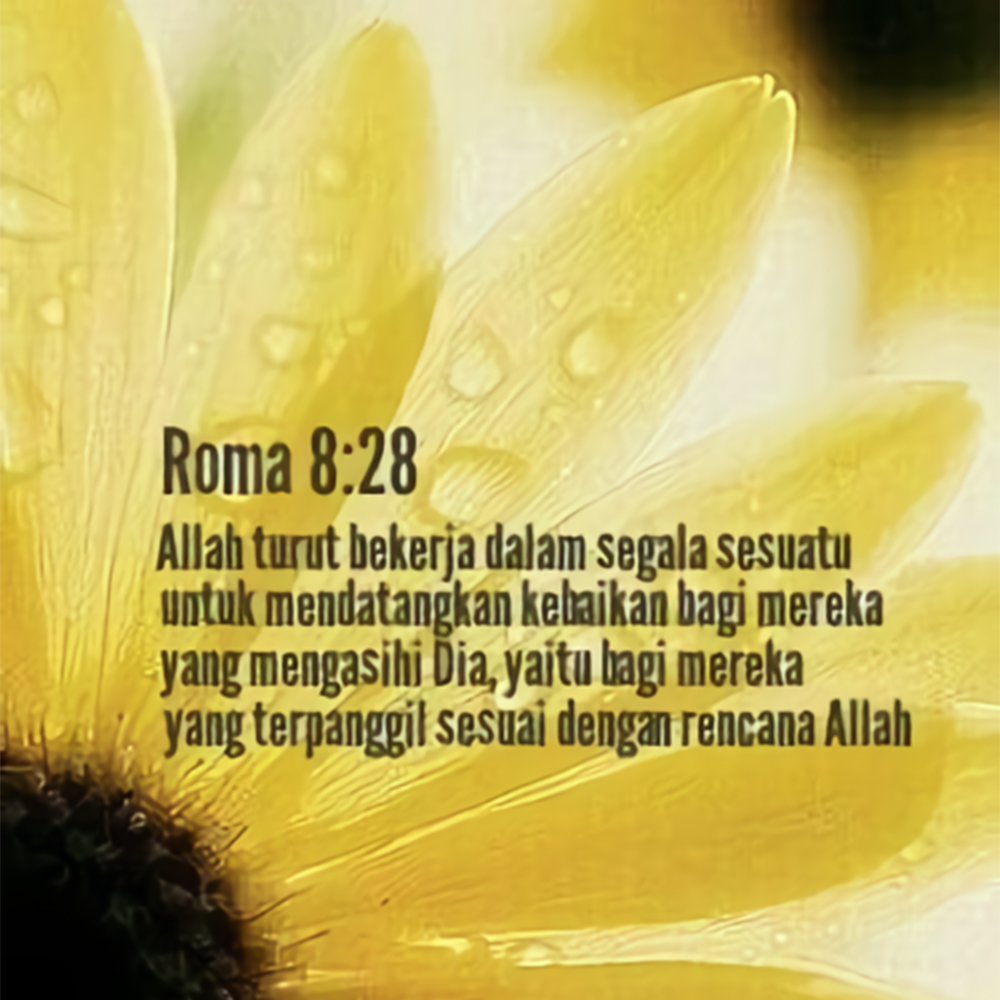 Roma 8:28
Allah turut bekerja dalam segala sesuatu
untuk mendatangkan kebaikan bagi mereka
yang mengasihi Dia, yaitu bagi mereka
yang terpanggil sesuai dengan rencana Allah